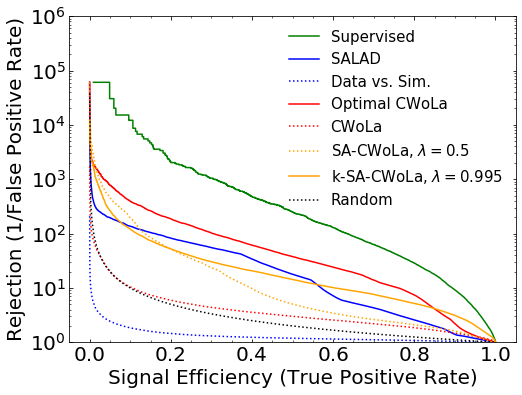 Rejection (1/False Positive Rate)
10^6
10^5
10^4
10^3
10^2
10^1
10^0
Supervised
SALAD
Data vs. Sim.
Optimal CWoLa
CWoLa
SA-CWoLa, λ = 0.5
k-SA-CWoLa, λ = 0.995
Random
0.0 0.2 0.4 0.6 0.8 1.0
Signal Efficiency (True Positive Rate)